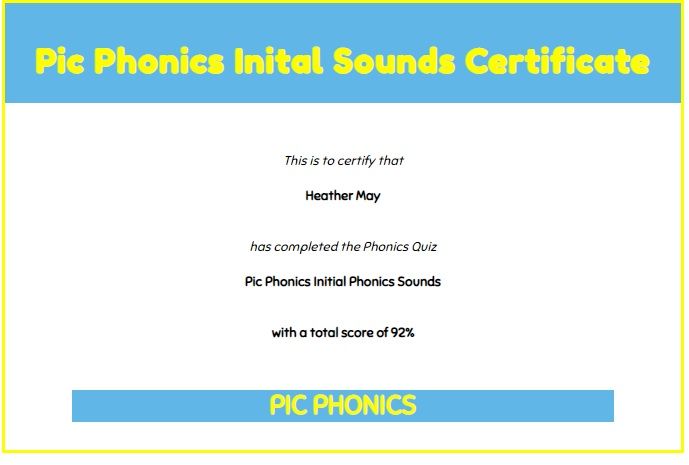 Pic Phonics Inital Sounds Certificate
This is to certify that
Heather May
has completed the Phonics Quiz
Pic Phonics Initial Phonics Sounds
with a total score of 92%
PIC PHONICS